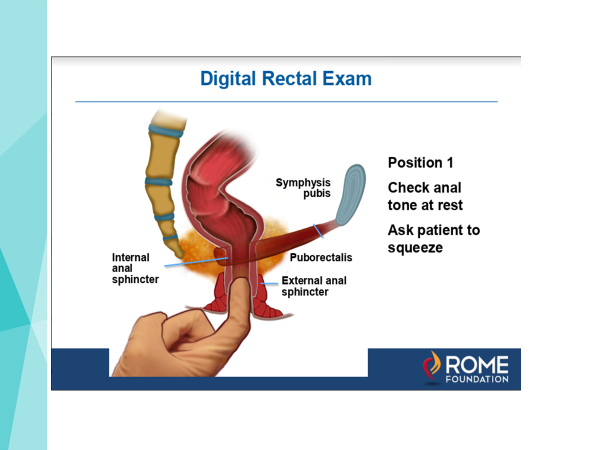 Digital Rectal Exam
Symphysis
pubis
Internal
anal
sphincter
Puborectalis
External anal
sphincter
Position 1
Check anal
tone at rest
Ask patient to
squeeze
ROME
FOUNDATION